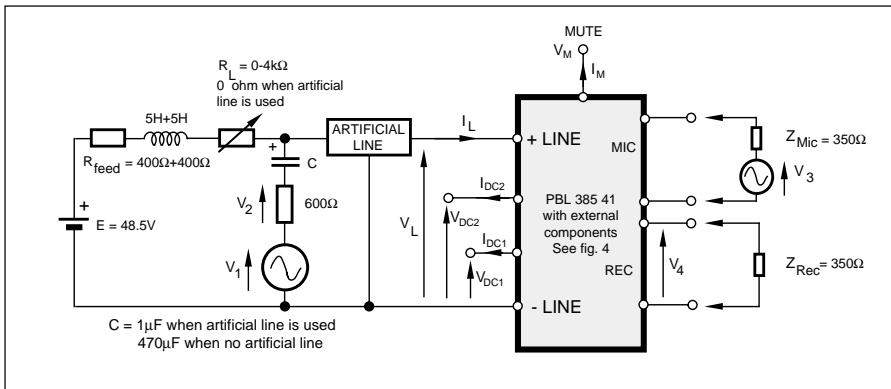 MUTE
V_M
I_M
R_L = 0-4kΩ
0 ohm when artificial
line is used
5H+5H
R_feed = 400Ω+400Ω
+
E = 48.5V
+
C
V_2
600Ω
V_1
ARTIFICIAL
LINE
I_L
V_L
I_DC2
V_DC2
I_DC1
V_DC1
+ LINE
MIC
PBL 385 41
with external
components
See fig. 4
REC
- LINE
V_4
Z_Mic = 350Ω
V_3
Z_Rec = 350Ω
C = 1μF when artificial line is used
470μF when no artificial line